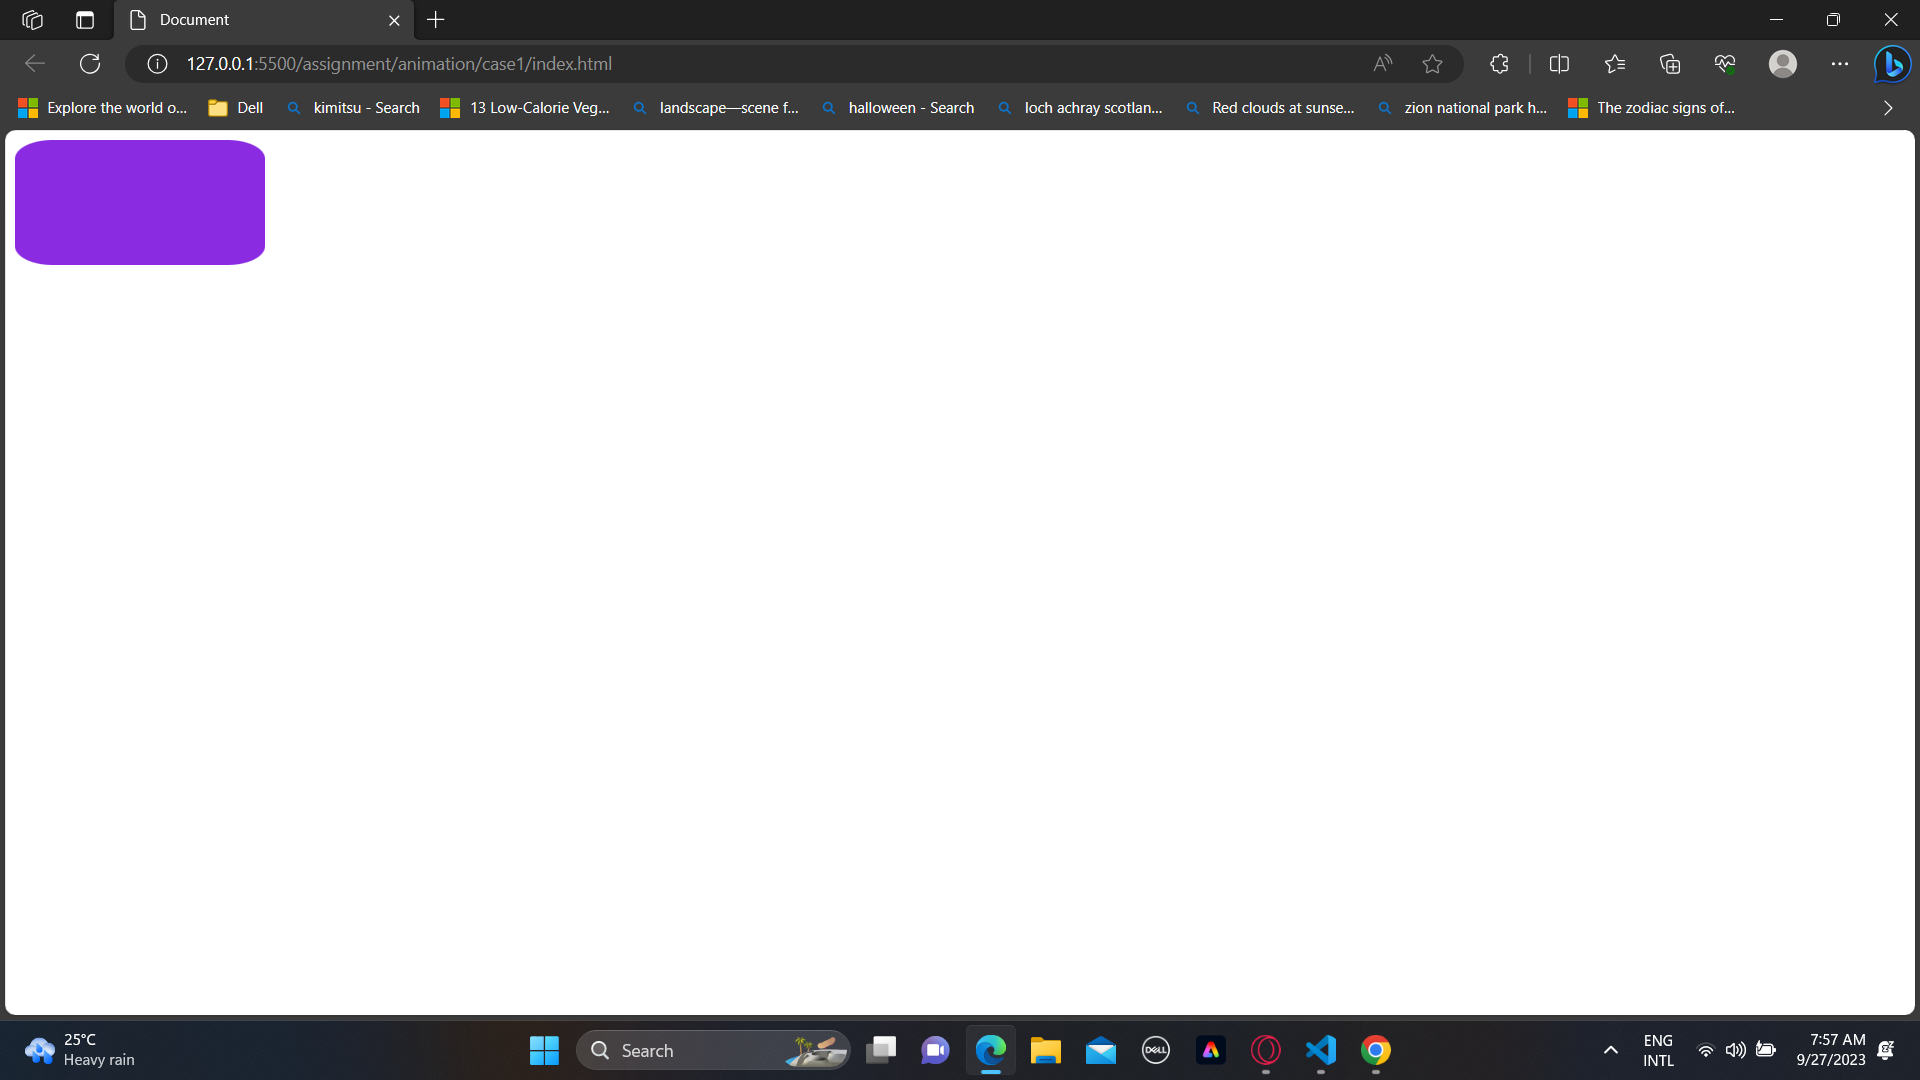 Document
127.0.0.1:5500/assignment/animation/case1/index.html
Explore the world o... Dell kimitsu - Search 13 Low-Calorie Veg... landscape—scene f... halloween - Search loch achray scotlan... Red clouds at sunse... zion national park h... The zodiac signs of...
25°C
Heavy rain
Search
DELL
ENG
INTL
7:57 AM
9/27/2023